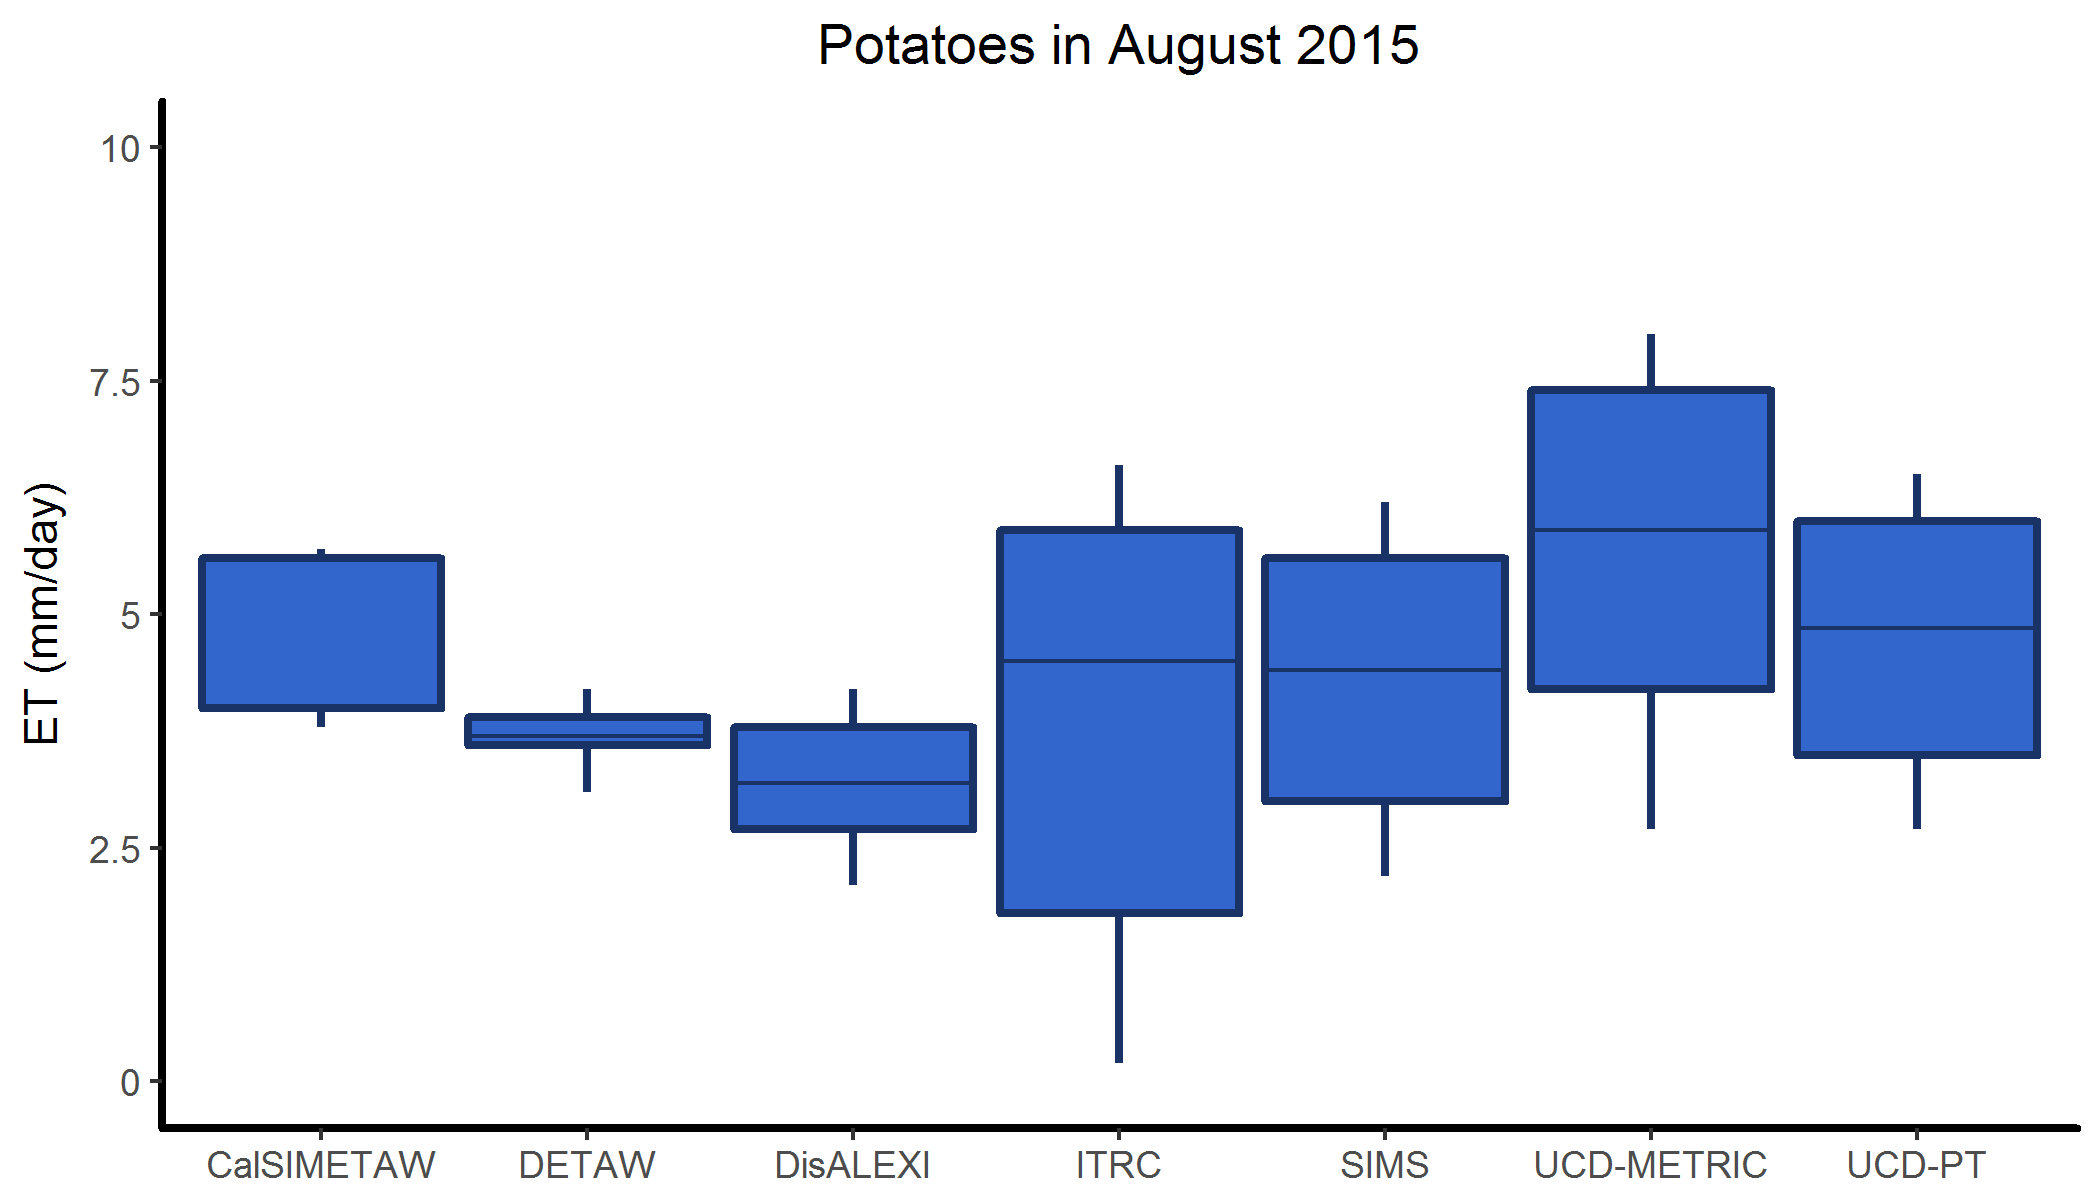 Potatoes in August 2015
ET (mm/day)
10
7.5
5
2.5
0
CalSIMETAW DETAW DisALEXI ITRC SIMS UCD-METRIC UCD-PT